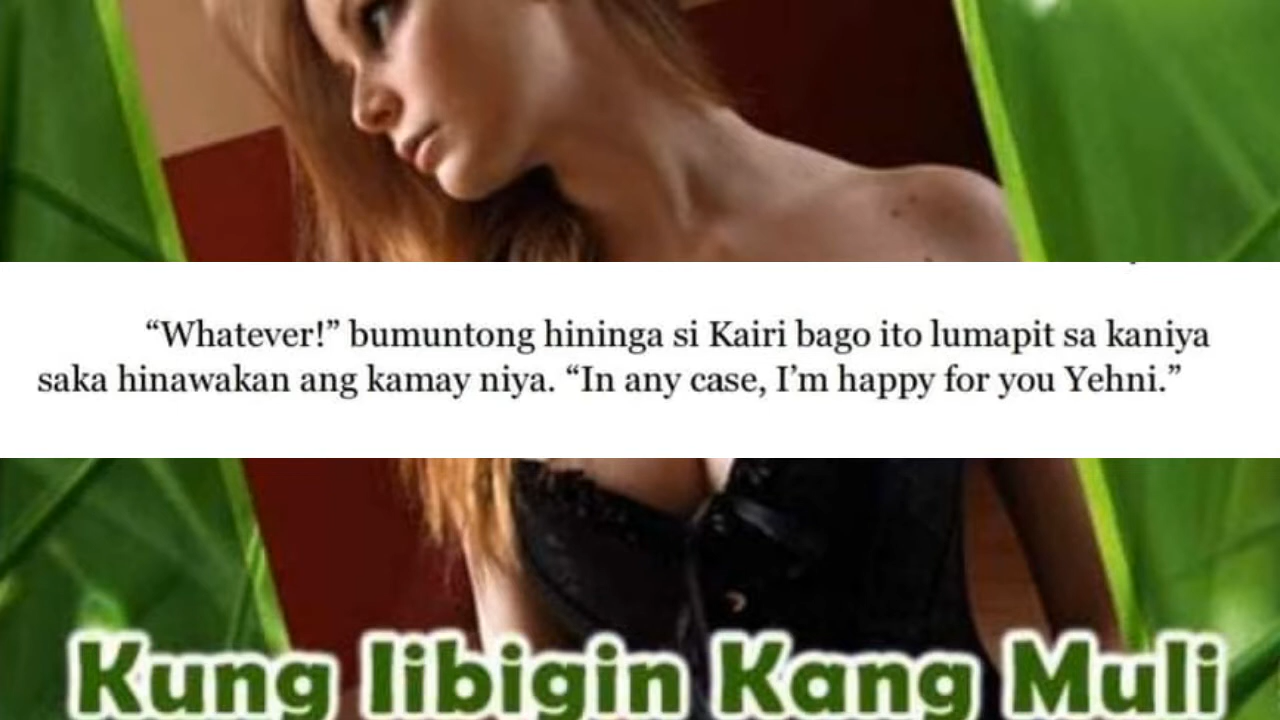 “Whatever!” bumuntong hininga si Kairi bago ito lumapit sa kaniya
saka hinawakan ang kamay niya. “In any case, I’m happy for you Yehni.”
Kung Iibigin Kang Muli